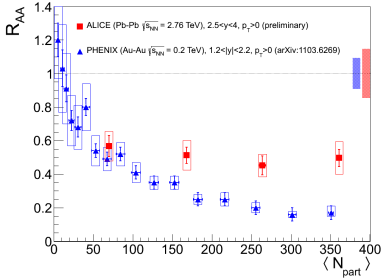 R_AA
ALICE (Pb-Pb √s_NN = 2.76 TeV), 2.5<y<4, p_T>0 (preliminary)
PHENIX (Au-Au √s_NN = 0.2 TeV), 1.2<|y|<2.2, p_T>0 (arXiv:1103.6269)
1.4
1.2
1
0.8
0.6
0.4
0.2
0
0 50 100 150 200 250 300 350 400
⟨ N_part ⟩